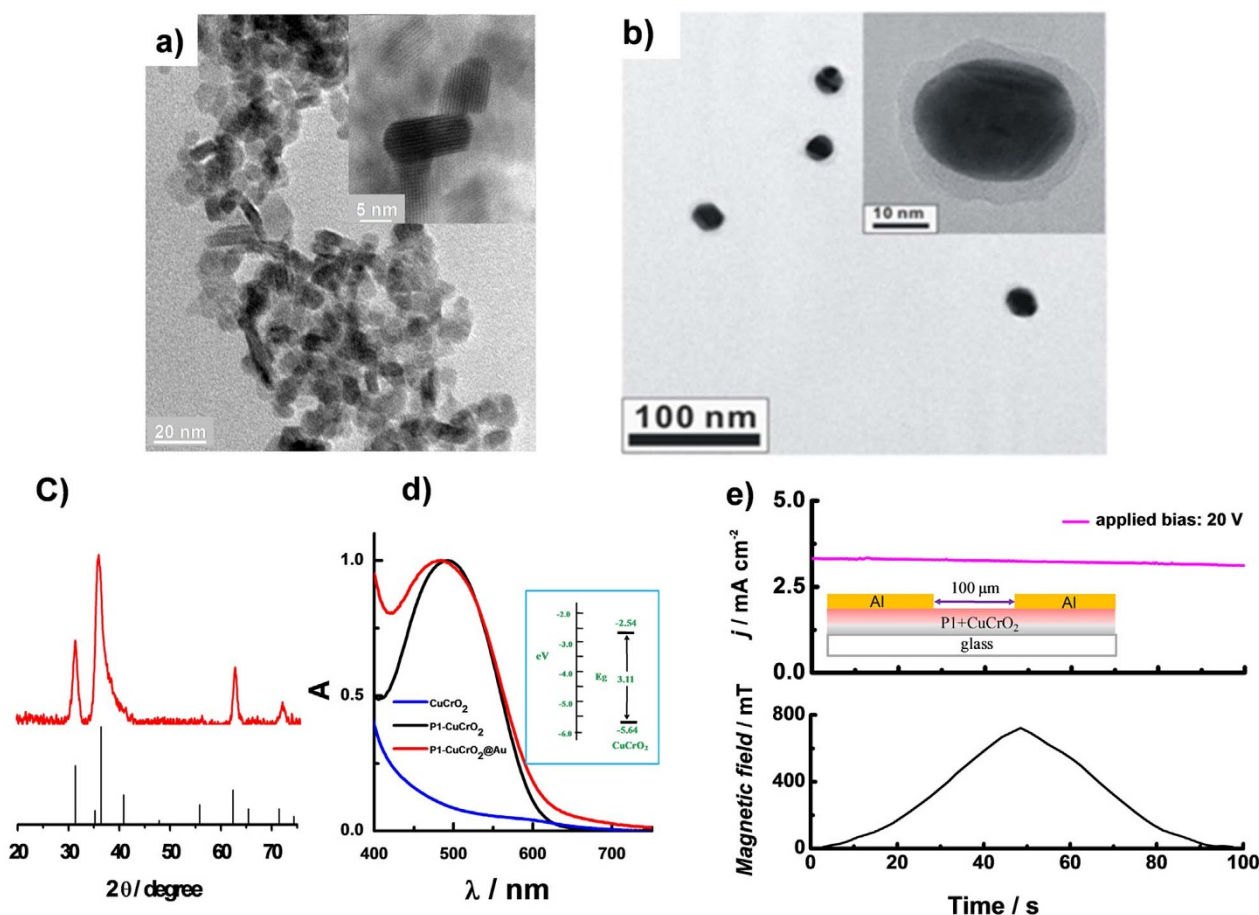 a)
5 nm
20 nm
b)
10 nm
100 nm
C)
20 30 40 50 60 70
2θ / degree
d)
A
1.0
0.5
0.0
CuCrO₂
P1-CuCrO₂
P1-CuCrO₂@Au
-2.0
-3.0
-4.0
-5.0
-6.0
eV
Eg
-2.54
3.11
-5.64
CuCrO₂
400 500 600 700
λ / nm
e)
j / mA cm⁻²
5.0
2.5
0.0
applied bias: 20 V
100 μm
Al
Al
P1+CuCrO₂
glass
Magnetic field / mT
800
400
0
0 20 40 60 80 100
Time / s